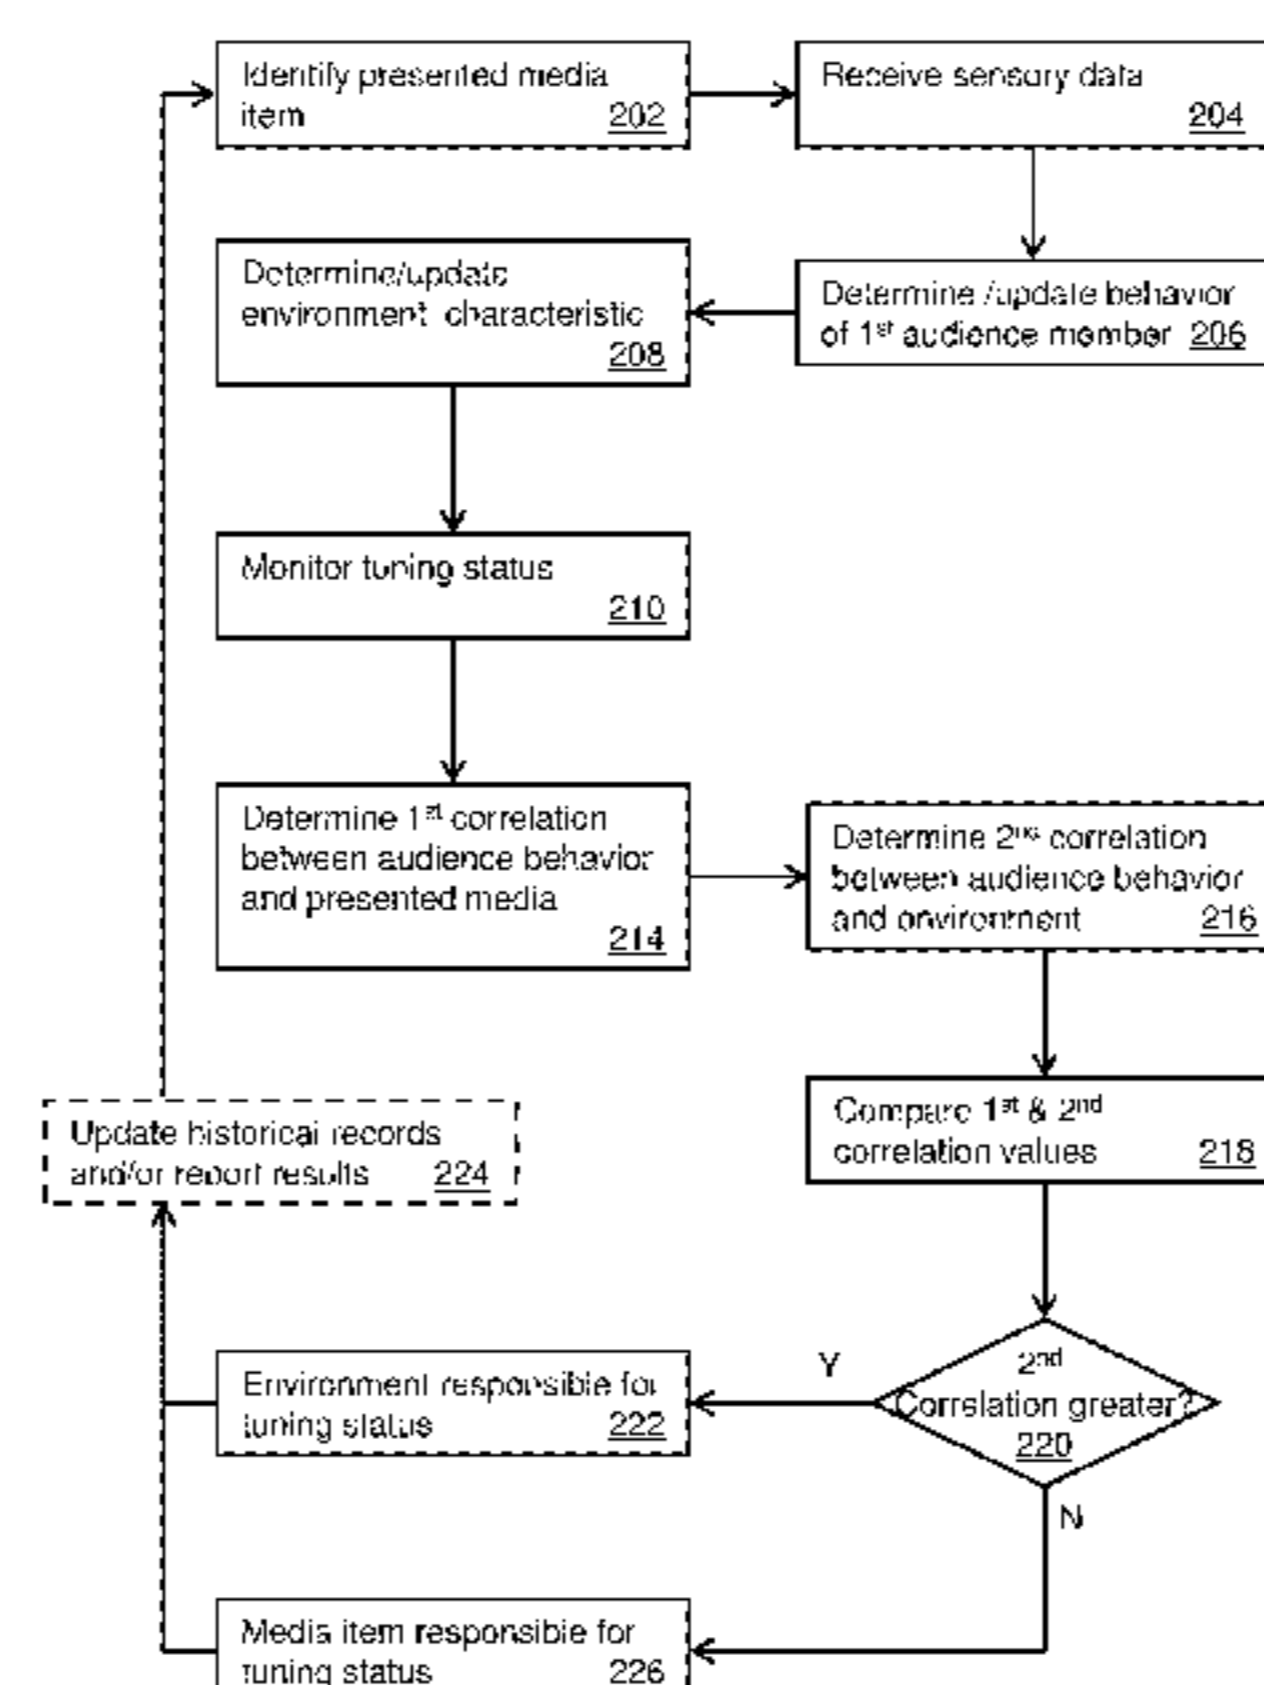 Identify presented media
item 202
Receive sensory data
204
Determine /update behavior
of 1st audience member 206
Determine/update
environment characteristic
208
Monitor tuning status
210
Determine 1st correlation
between audience behavior
and presented media
214
Determine 2nd correlation
between audience behavior
and environment 216
Compare 1st & 2nd
correlation values 218
2nd
Correlation greater?
220
Y
N
Environment responsible for
tuning status 222
Media item responsible for
tuning status 226
Update historical records
and/or report results 224